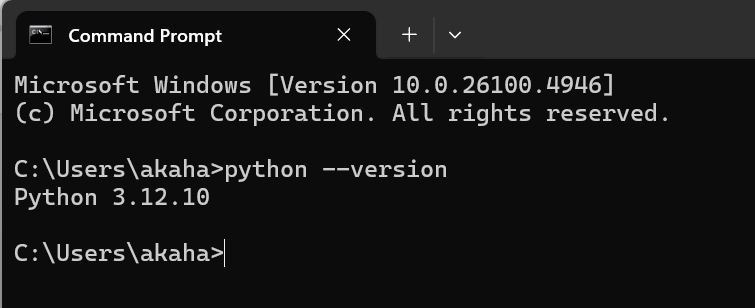 Command Prompt
Microsoft Windows [Version 10.0.26100.4946]
(c) Microsoft Corporation. All rights reserved.
C:\Users\akaha>python --version
Python 3.12.10
C:\Users\akaha>